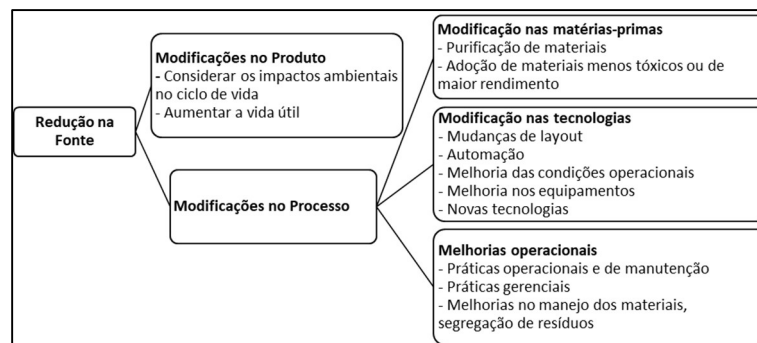 Redução na
Fonte
Modificações no Produto
- Considerar os impactos ambientais
no ciclo de vida
- Aumentar a vida útil
Modificações no Processo
Modificação nas matérias-primas
- Purificação de materiais
- Adoção de materiais menos tóxicos ou de
maior rendimento
Modificação nas tecnologias
- Mudanças de layout
- Automação
- Melhoria das condições operacionais
- Melhoria nos equipamentos
- Novas tecnologias
Melhorias operacionais
- Práticas operacionais e de manutenção
- Práticas gerenciais
- Melhorias no manejo dos materiais,
segregação de resíduos